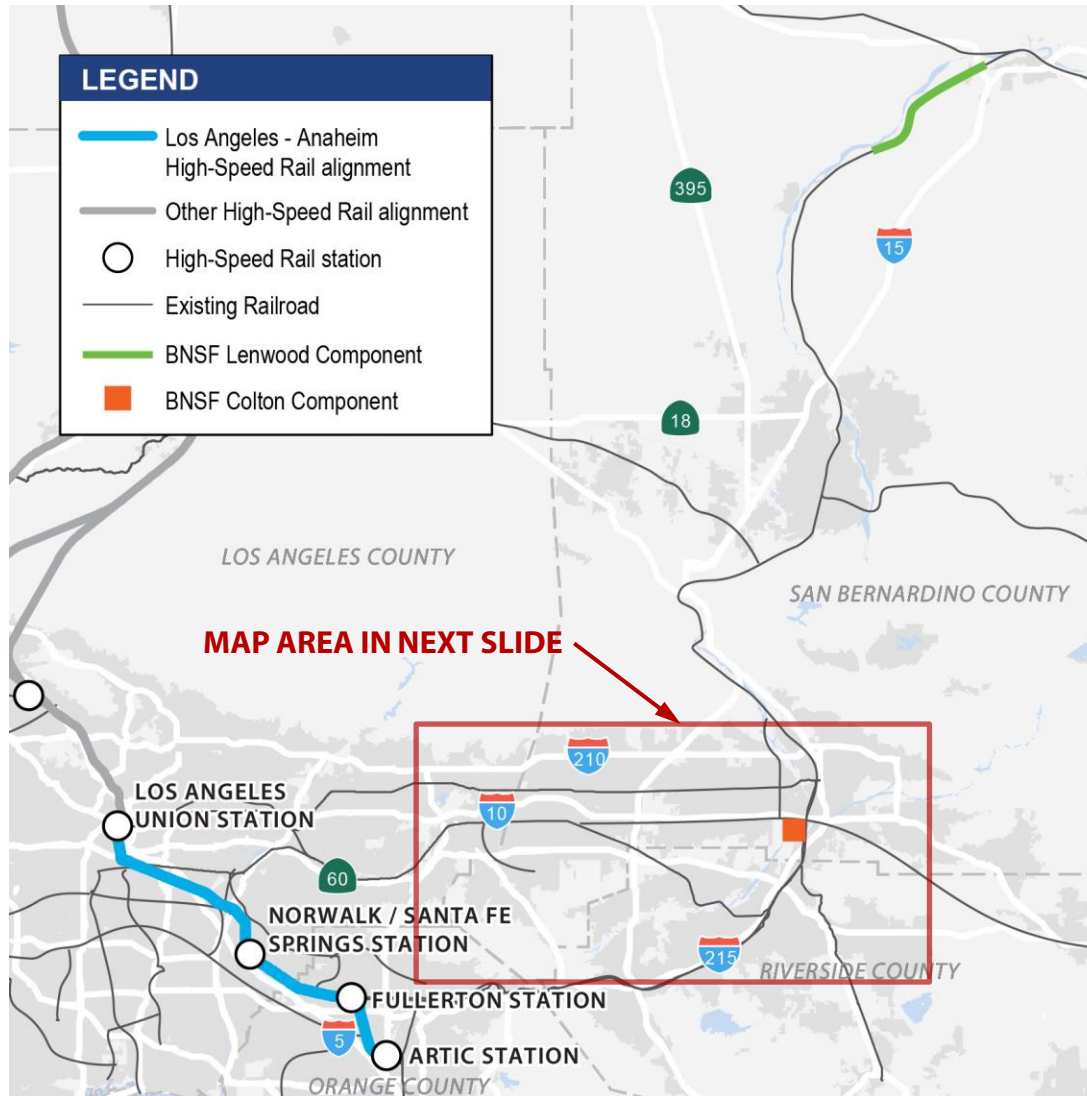 LEGEND
Los Angeles - Anaheim
High-Speed Rail alignment
Other High-Speed Rail alignment
High-Speed Rail station
Existing Railroad
BNSF Lenwood Component
BNSF Colton Component
395
15
18
LOS ANGELES COUNTY
SAN BERNARDINO COUNTY
MAP AREA IN NEXT SLIDE
210
10
LOS ANGELES
UNION STATION
60
NORWALK / SANTA FE
SPRINGS STATION
215
RIVERSIDE COUNTY
FULLERTON STATION
5
ARTIC STATION
ORANGE COUNTY